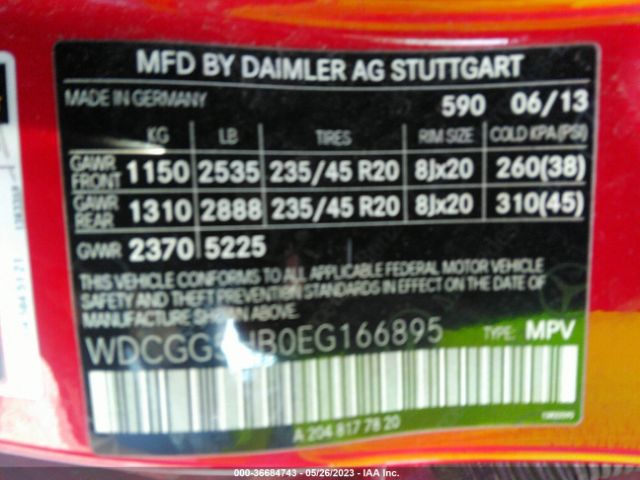 MFD BY DAIMLER AG STUTTGART
MADE IN GERMANY 590 06/13
KG LB TIRES RIM SIZE COLD KPA(PSI)
GAWR FRONT 1150 2535 235/45 R20 8Jx20 260(38)
GAWR REAR 1310 2888 235/45 R20 8Jx20 310(45)
GVWR 2370 5225
THIS VEHICLE CONFORMS TO ALL APPLICABLE FEDERAL MOTOR VEHICLE
SAFETY AND THEFT PREVENTION STANDARDS IN EFFECT ON THE DATE OF
MANUFACTURE SHOWN ABOVE.
TYPE: MPV
A 204 817 78 20
000-36684743 - 05/26/2023 - IAA Inc.